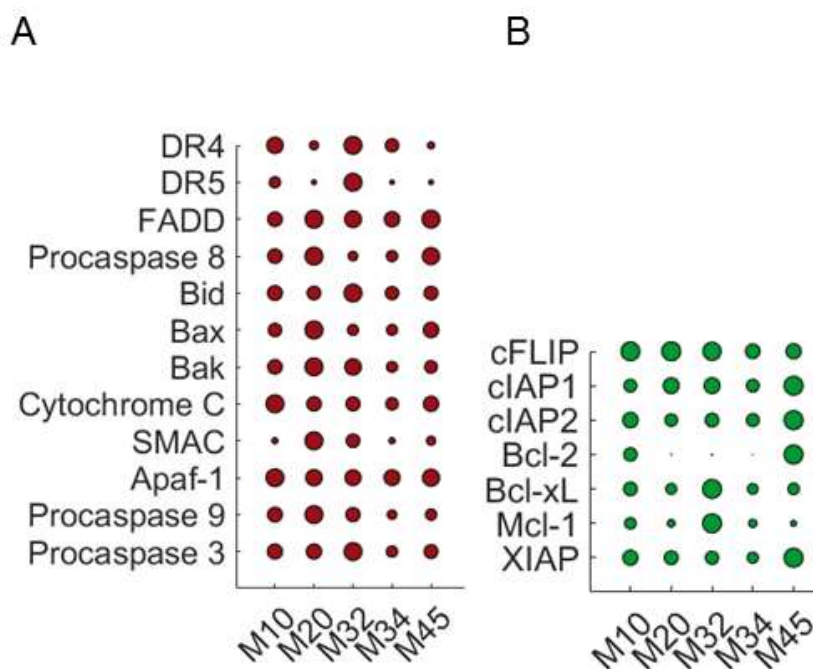 A
DR4
DR5
FADD
Procaspase 8
Bid
Bax
Bak
Cytochrome C
SMAC
Apaf-1
Procaspase 9
Procaspase 3
M10 M20 M32 M34 M45
B
cFLIP
cIAP1
cIAP2
Bcl-2
Bcl-xL
Mcl-1
XIAP
M10 M20 M32 M34 M45